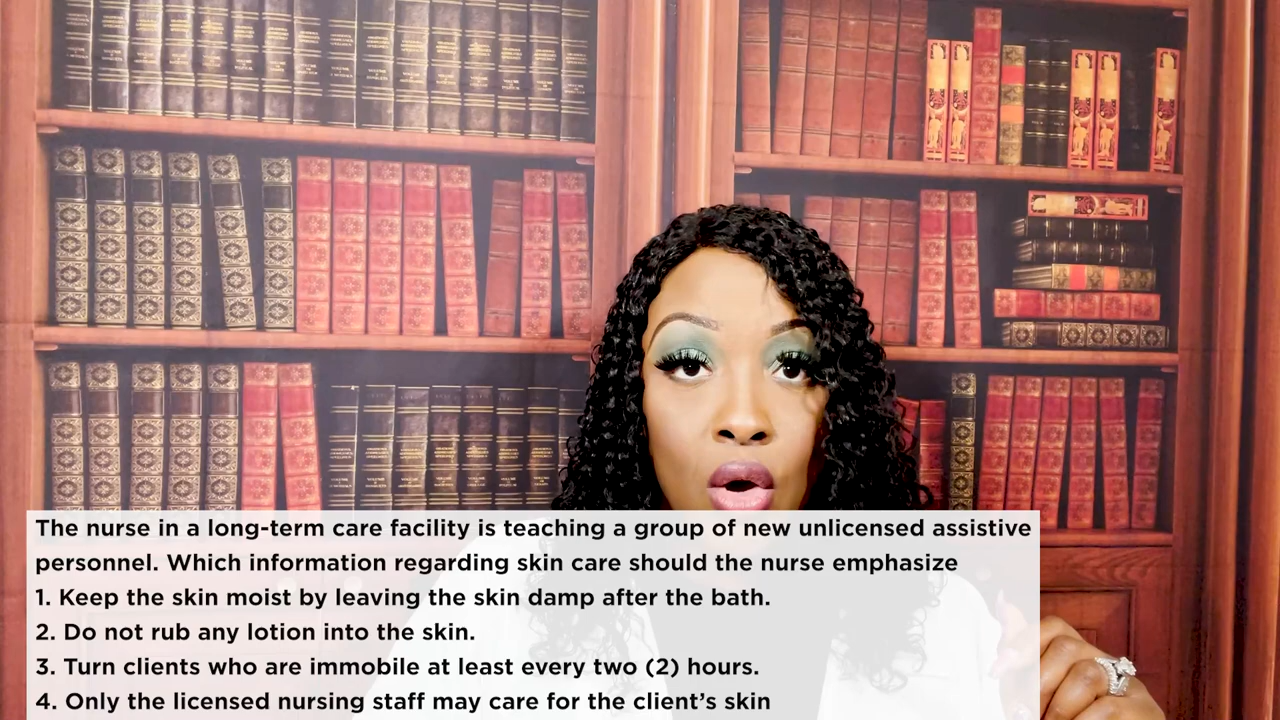 The nurse in a long-term care facility is teaching a group of new unlicensed assistive
personnel. Which information regarding skin care should the nurse emphasize
1. Keep the skin moist by leaving the skin damp after the bath.
2. Do not rub any lotion into the skin.
3. Turn clients who are immobile at least every two (2) hours.
4. Only the licensed nursing staff may care for the client’s skin